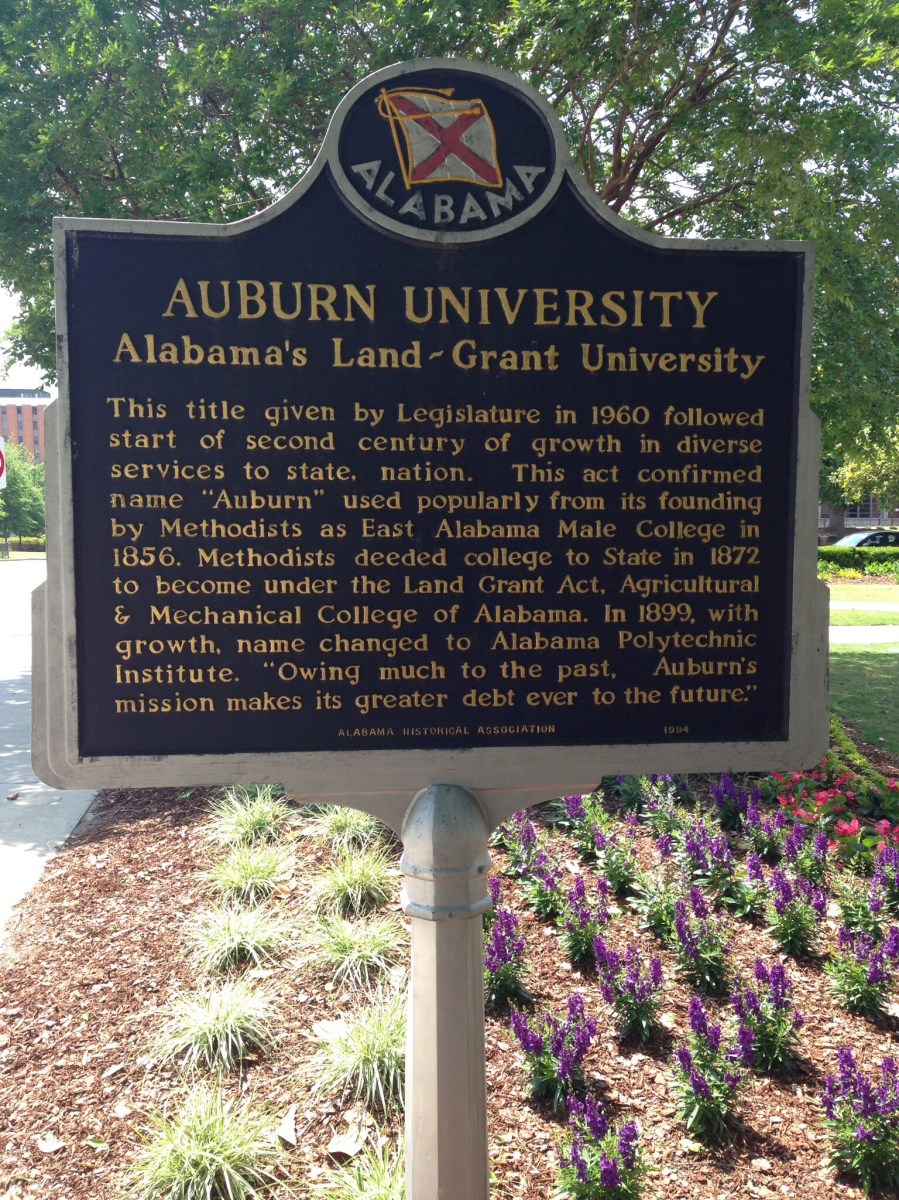 ALABAMA
AUBURN UNIVERSITY
Alabama's Land-Grant University
This title given by Legislature in 1960 followed
start of second century of growth in diverse
services to state, nation. This act confirmed
name "Auburn" used popularly from its founding
by Methodists as East Alabama Male College in
1856. Methodists deeded college to State in 1872
to become under the Land Grant Act, Agricultural
& Mechanical College of Alabama. In 1899, with
growth, name changed to Alabama Polytechnic
Institute. "Owing much to the past, Auburn's
mission makes its greater debt ever to the future."
ALABAMA HISTORICAL ASSOCIATION 1994